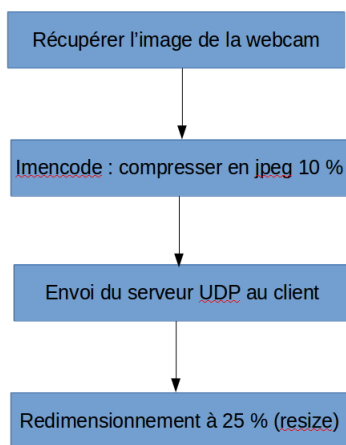 Récupérer l’image de la webcam
Imencode : compresser en jpeg 10 %
Envoi du serveur UDP au client
Redimensionnement à 25 % (resize)